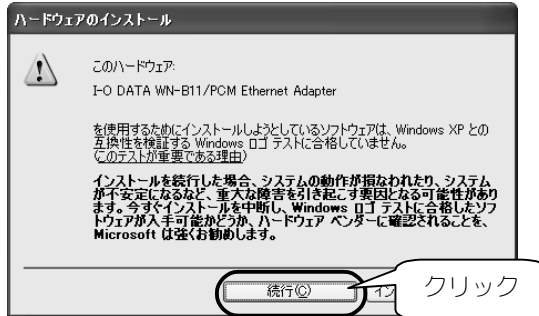 ハードウェアのインストール
このハードウェア:
I-O DATA WN-B11/PCM Ethernet Adapter
を使用するためにインストールしようとしているソフトウェアは、Windows XP との
互換性を検証する Windows ロゴ テストに合格していません。
(このテストが重要である理由)
インストールを続行した場合、システムの動作が損なわれたり、システム
が不安定になるなど、重大な障害を引き起こす要因となる可能性があり
ます。今すぐインストールを中断し、Windows ロゴ テストに合格したソフ
トウェアが入手可能かどうか、ハードウェア ベンダーに確認されることを、
Microsoft は強くお勧めします。
続行(C)
クリック